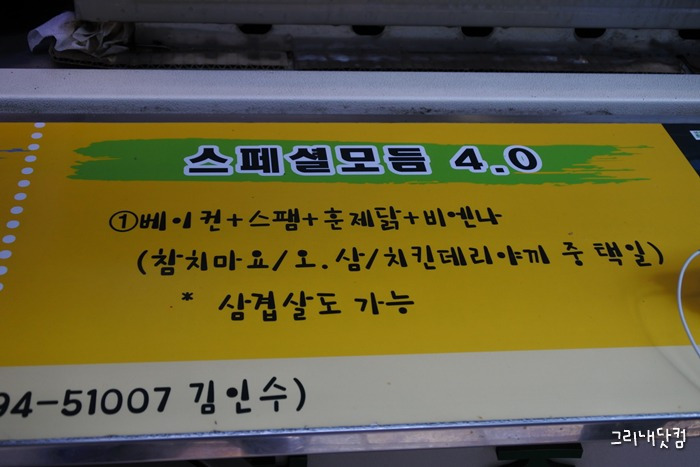 스페셜모듬 4.0
①베이컨+스팸+훈제닭+비엔나
(참치마요/오.삼/치킨데리야끼 중 택일)
* 삼겹살도 가능
94-51007 김인수)
그리내닷컴